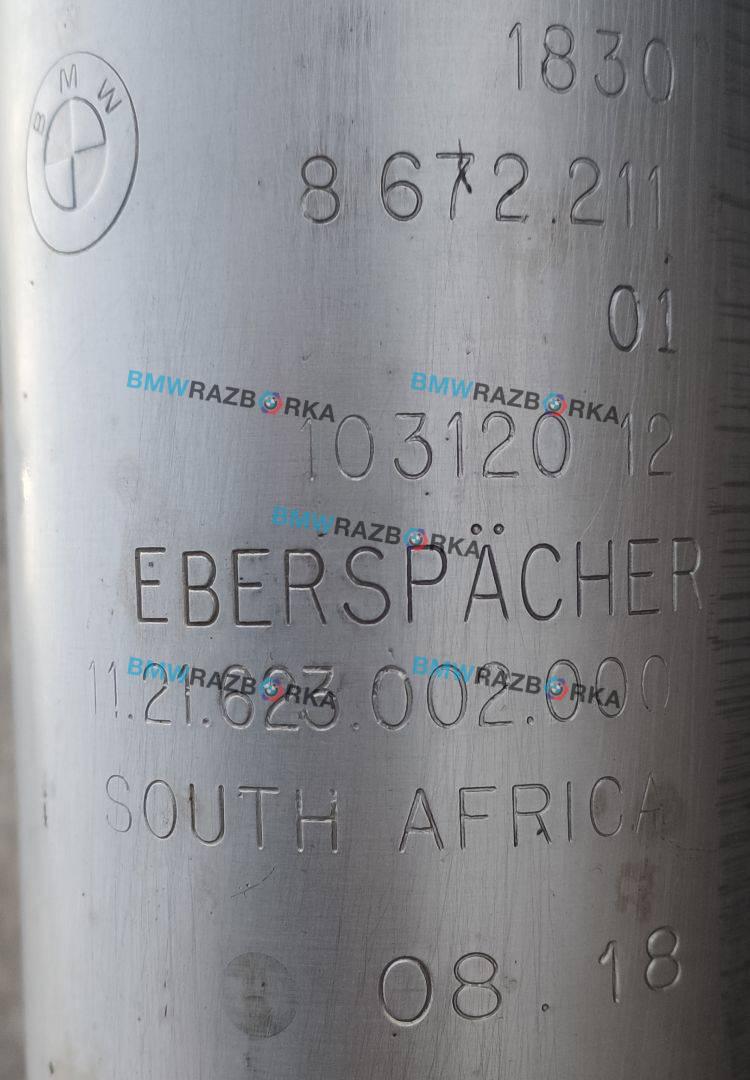 BMW
1830
8 672.211
01
BMWRAZBORKA BMWRAZBORKA
103120 12
BMWRAZBORKA
EBERSPÄCHER
BMWRAZBORKA BMWRAZBORKA
11.21.623.002.000
SOUTH AFRICA
08.18